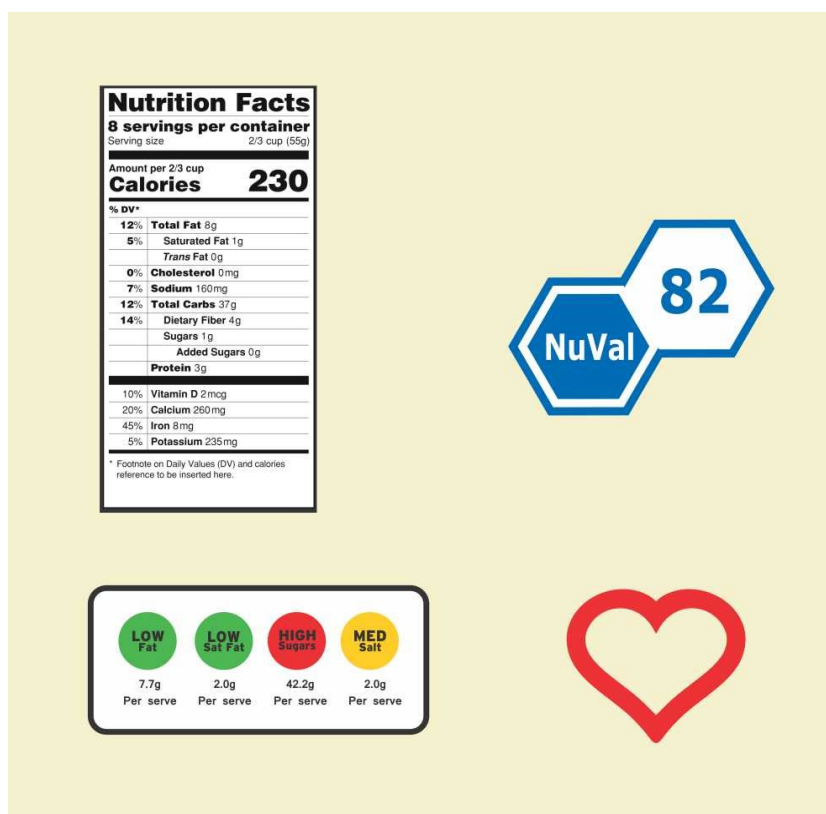 Nutrition Facts
8 servings per container
Serving size 2/3 cup (55g)
Amount per 2/3 cup
Calories 230
% DV*
12% Total Fat 8g
5% Saturated Fat 1g
Trans Fat 0g
0% Cholesterol 0mg
7% Sodium 160mg
12% Total Carbs 37g
14% Dietary Fiber 4g
Sugars 1g
Added Sugars 0g
Protein 3g
10% Vitamin D 2mcg
20% Calcium 260mg
45% Iron 8mg
5% Potassium 235mg
* Footnote on Daily Values (DV) and calories
reference to be inserted here.
82
NuVal
LOW LOW HIGH MED
Fat Sat Fat Sugars Salt
7.7g 2.0g 42.2g 2.0g
Per serve Per serve Per serve Per serve